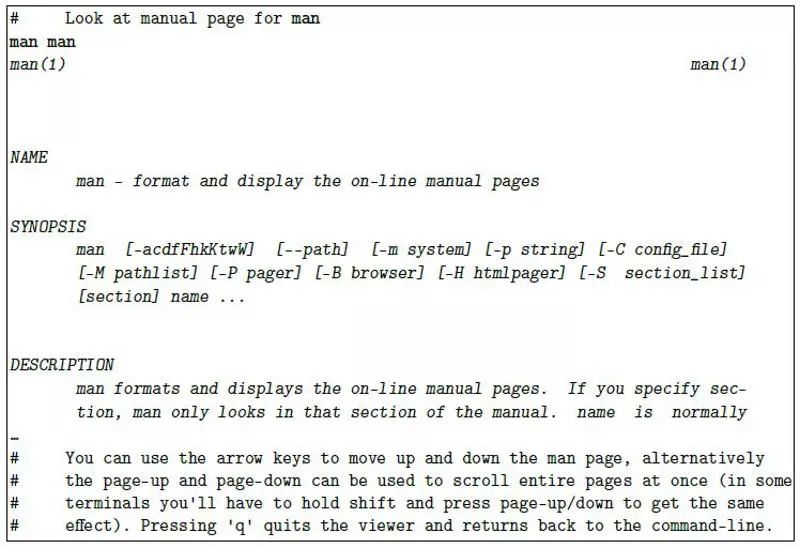 # Look at manual page for man
man man
man(1) man(1)
NAME
man - format and display the on-line manual pages
SYNOPSIS
man [-acdfFhkKtwW] [--path] [-m system] [-p string] [-C config_file]
[-M pathlist] [-P pager] [-B browser] [-H htmlpager] [-S section_list]
[section] name ...
DESCRIPTION
man formats and displays the on-line manual pages. If you specify sec-
tion, man only looks in that section of the manual. name is normally
…
# You can use the arrow keys to move up and down the man page, alternatively
# the page-up and page-down can be used to scroll entire pages at once (in some
# terminals you'll have to hold shift and press page-up/down to get the same
# effect). Pressing 'q' quits the viewer and returns back to the command-line.